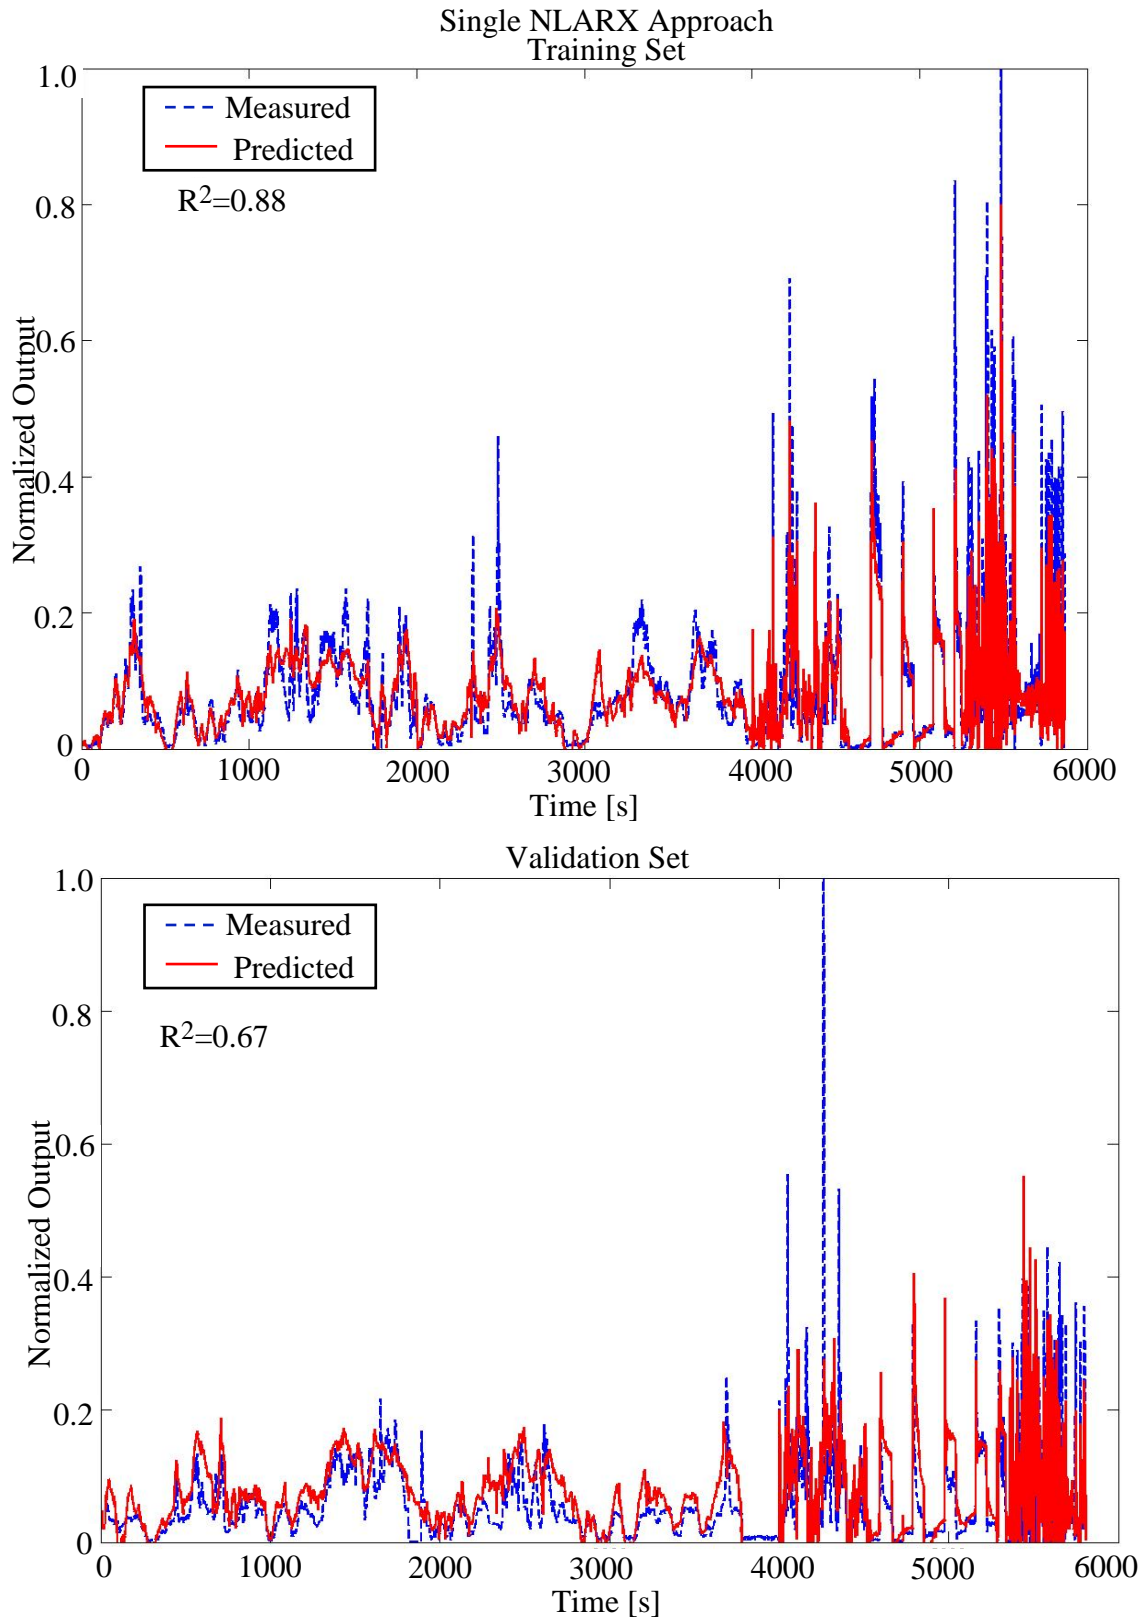 Single NLARX Approach
Training Set
1.0
Measured
Predicted
R²=0.88
0.8
0.6
0.4
0.2
0
Normalized Output
0 1000 2000 3000 4000 5000 6000
Time [s]
Validation Set
1.0
Measured
Predicted
R²=0.67
0.8
0.6
0.4
0.2
0
Normalized Output
0 1000 2000 3000 4000 5000 6000
Time [s]